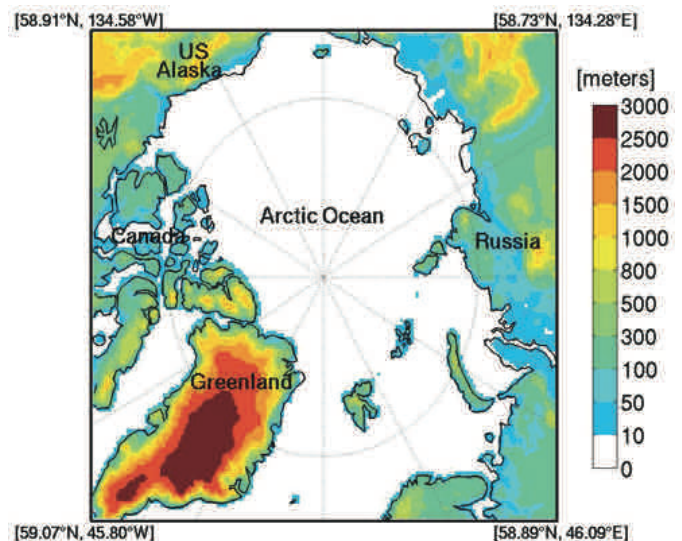 [58.91°N, 134.58°W]
[58.73°N, 134.28°E]
US
Alaska
[meters]
3000
2500
2000
1500
1000
800
500
300
100
50
10
0
Arctic Ocean
Canada
Russia
Greenland
[59.07°N, 45.80°W]
[58.89°N, 46.09°E]